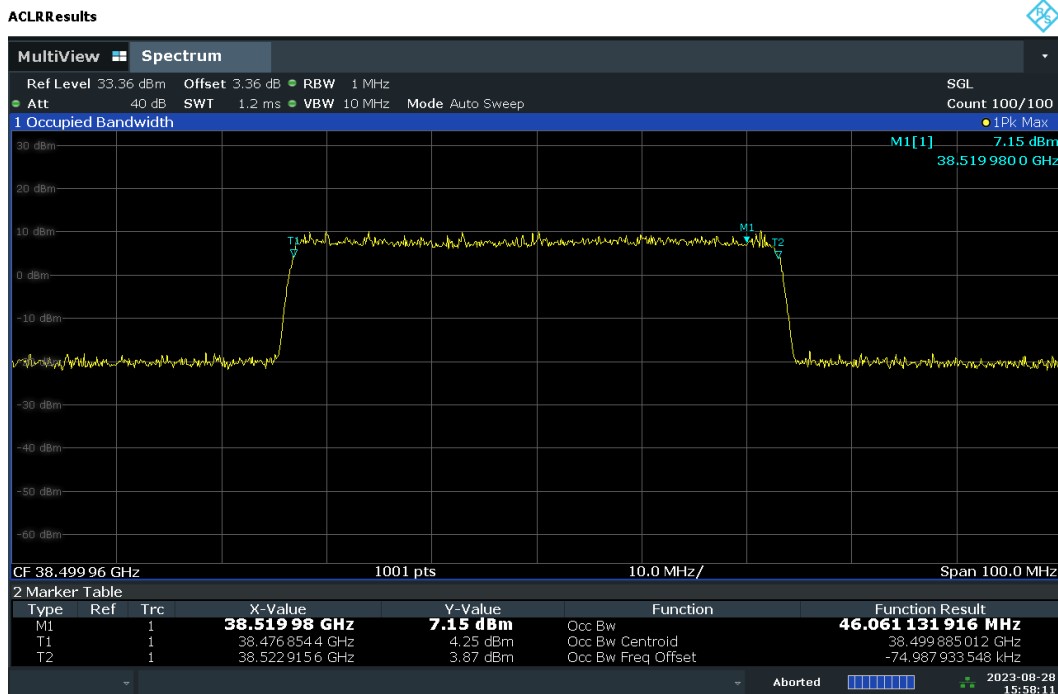 ACLRResults
R&S
MultiView Spectrum
Ref Level 33.36 dBm Offset 3.36 dB RBW 1 MHz SGL
Att 40 dB SWT 1.2 ms VBW 10 MHz Mode Auto Sweep Count 100/100
1 Occupied Bandwidth 1Pk Max
30 dBm M1[1] 7.15 dBm
38.519 980 0 GHz
20 dBm
10 dBm
M1
T1 T2
0 dBm
-10 dBm
-30 dBm
-40 dBm
-50 dBm
-60 dBm
CF 38.499 96 GHz 1001 pts 10.0 MHz/ Span 100.0 MHz
2 Marker Table
Type Ref Trc X-Value Y-Value Function Function Result
M1 1 38.519 98 GHz 7.15 dBm Occ Bw 46.061 131 916 MHz
T1 1 38.476 854 4 GHz 4.25 dBm Occ Bw Centroid 38.499 885 012 GHz
T2 1 38.522 915 6 GHz 3.87 dBm Occ Bw Freq Offset -74.987 933 548 kHz
Aborted 2023-08-28
15:58:11